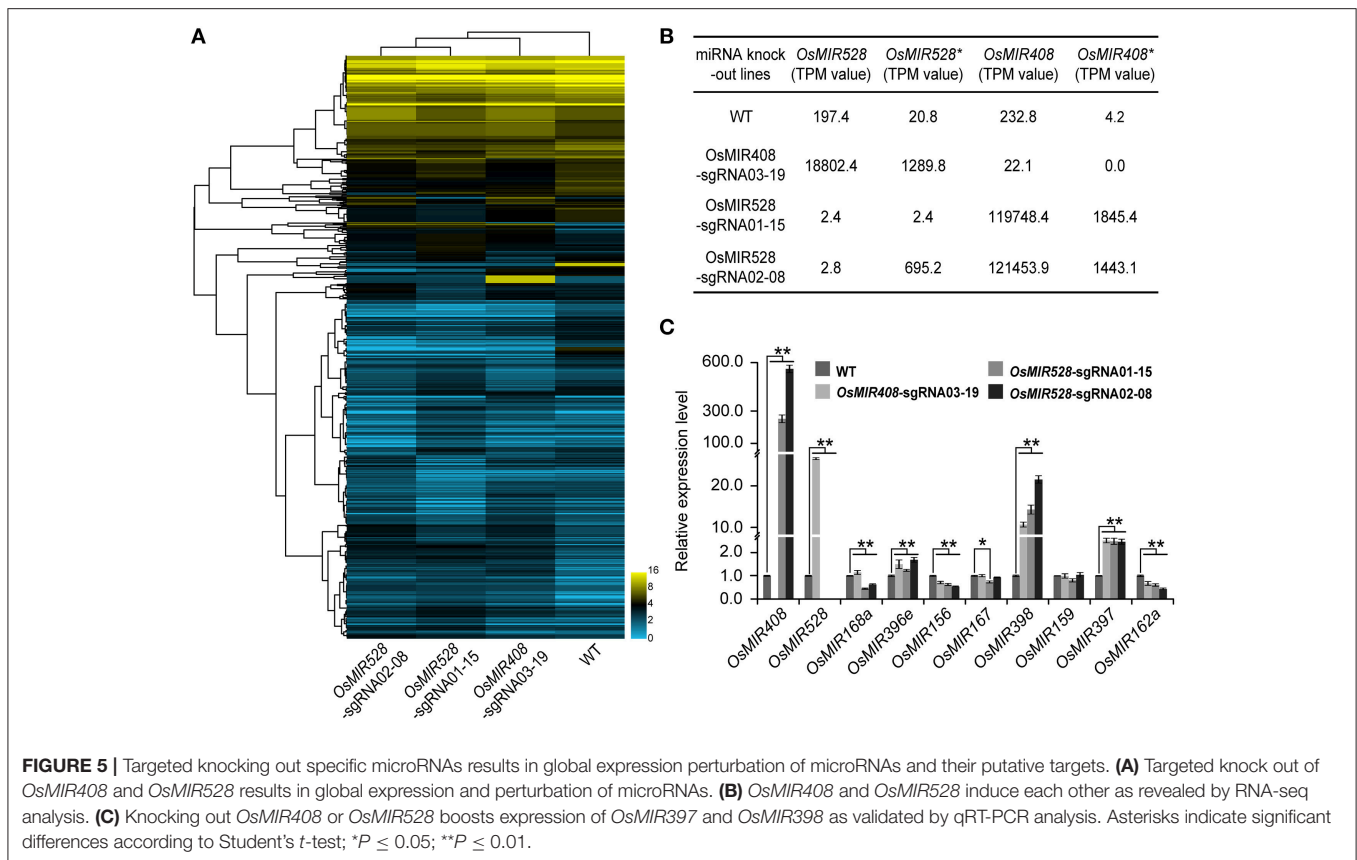 A
16
8
4
2
0
OsMIR528
-sgRNA02-08
OsMIR528
-sgRNA01-15
OsMIR408
-sgRNA03-19
WT
B
miRNA knock
-out lines
OsMIR528
(TPM value)
OsMIR528*
(TPM value)
OsMIR408
(TPM value)
OsMIR408*
(TPM value)
WT 197.4 20.8 232.8 4.2
OsMIR408
-sgRNA03-19
18802.4 1289.8 22.1 0.0
OsMIR528
-sgRNA01-15
2.4 2.4 119748.4 1845.4
OsMIR528
-sgRNA02-08
2.8 695.2 121453.9 1443.1
C
Relative expression level
600.0
300.0
100.0
20.0
10.0
2.0
1.0
0.0
WT
OsMIR408-sgRNA03-19
OsMIR528-sgRNA01-15
OsMIR528-sgRNA02-08
**
**
**
**
**
*
**
**
**
OsMIR408
OsMIR528
OsMIR168a
OsMIR396e
OsMIR156
OsMIR167
OsMIR398
OsMIR159
OsMIR397
OsMIR162a
FIGURE 5 | Targeted knocking out specific microRNAs results in global expression perturbation of microRNAs and their putative targets. (A) Targeted knock out of
OsMIR408 and OsMIR528 results in global expression and perturbation of microRNAs. (B) OsMIR408 and OsMIR528 induce each other as revealed by RNA-seq
analysis. (C) Knocking out OsMIR408 or OsMIR528 boosts expression of OsMIR397 and OsMIR398 as validated by qRT-PCR analysis. Asterisks indicate significant
differences according to Student's t-test; *P ≤ 0.05; **P ≤ 0.01.